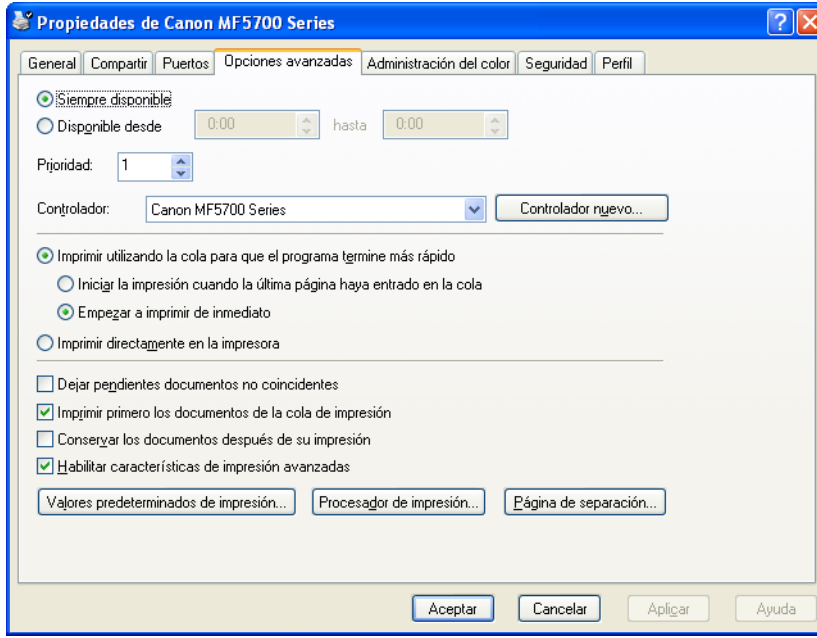 Propiedades de Canon MF5700 Series
General Compartir Puertos Opciones avanzadas Administración del color Seguridad Perfil
Siempre disponible
Disponible desde 0:00 hasta 0:00
Prioridad: 1
Controlador: Canon MF5700 Series Controlador nuevo...
Imprimir utilizando la cola para que el programa termine más rápido
Iniciar la impresión cuando la última página haya entrado en la cola
Empezar a imprimir de inmediato
Imprimir directamente en la impresora
Dejar pendientes documentos no coincidentes
Imprimir primero los documentos de la cola de impresión
Conservar los documentos después de su impresión
Habilitar características de impresión avanzadas
Valores predeterminados de impresión... Procesador de impresión... Página de separación...
Aceptar Cancelar Aplicar Ayuda